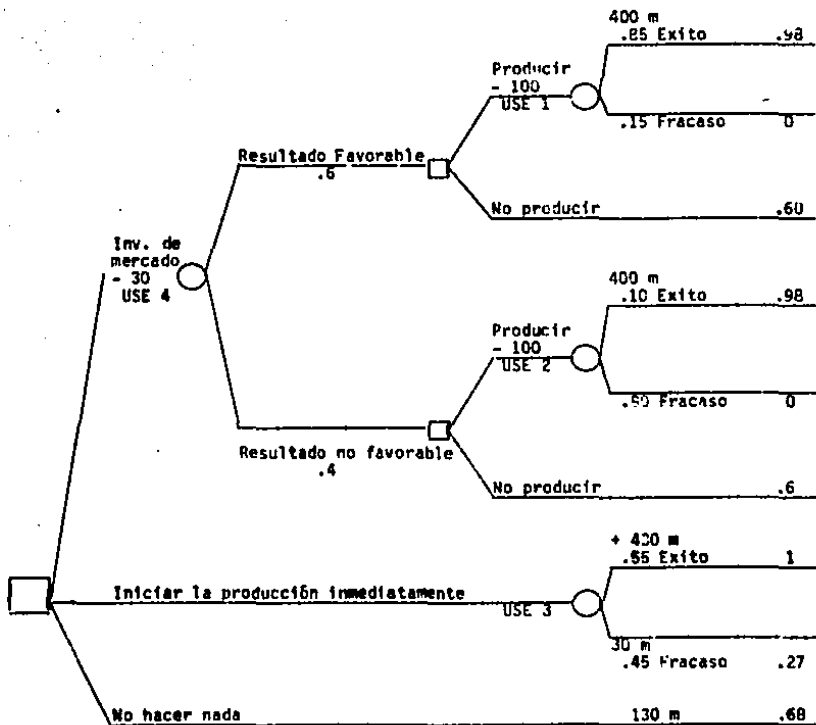 400 m
.85 Exito .98
Producir
- 100
USE 1
.15 Fracaso 0
Resultado Favorable
.6
No producir .60
Inv. de
mercado
- 30
USE 4
400 m
.10 Exito .98
Producir
- 100
USE 2
.90 Fracaso 0
Resultado no favorable
.4
No producir .6
+ 400 m
.55 Exito 1
Iniciar la producción inmediatamente
USE 3
30 m
.45 Fracaso .27
No hacer nada 130 m .68